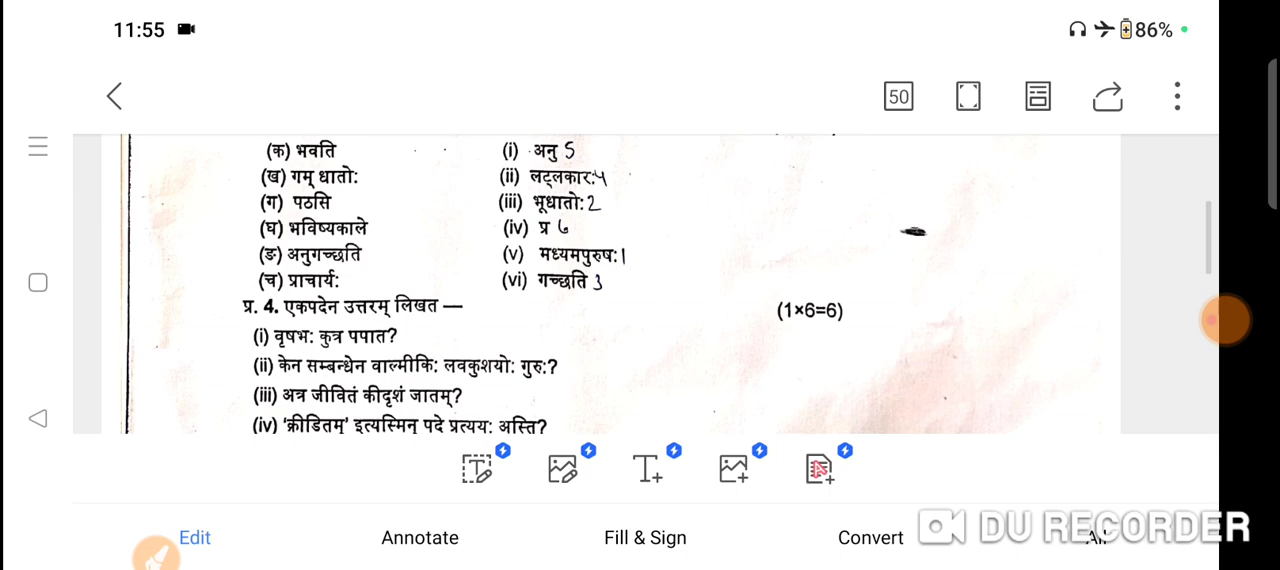 11:55 86%
50
(क) भवति (i) अनु 5
(ख) गम् धातो: (ii) लट्लकार: 4
(ग) पठसि (iii) भूधातो: 2
(घ) भविष्यकाले (iv) प्र 6
(ङ) अनुगच्छति (v) मध्यमपुरुष: 1
(च) प्राचार्य: (vi) गच्छति 3
प्र. 4. एकपदेन उत्तरम् लिखत — (1×6=6)
(i) वृषभ: कुत्र पपात?
(ii) केन सम्बन्धेन वाल्मीकि: लवकुशयो: गुरु:?
(iii) अत्र जीवितं कीदृशं जातम्?
(iv) ‘क्रीडितम्’ इत्यस्मिन् पदे प्रत्यय: अस्ति?
Edit Annotate Fill & Sign Convert All
DU RECORDER